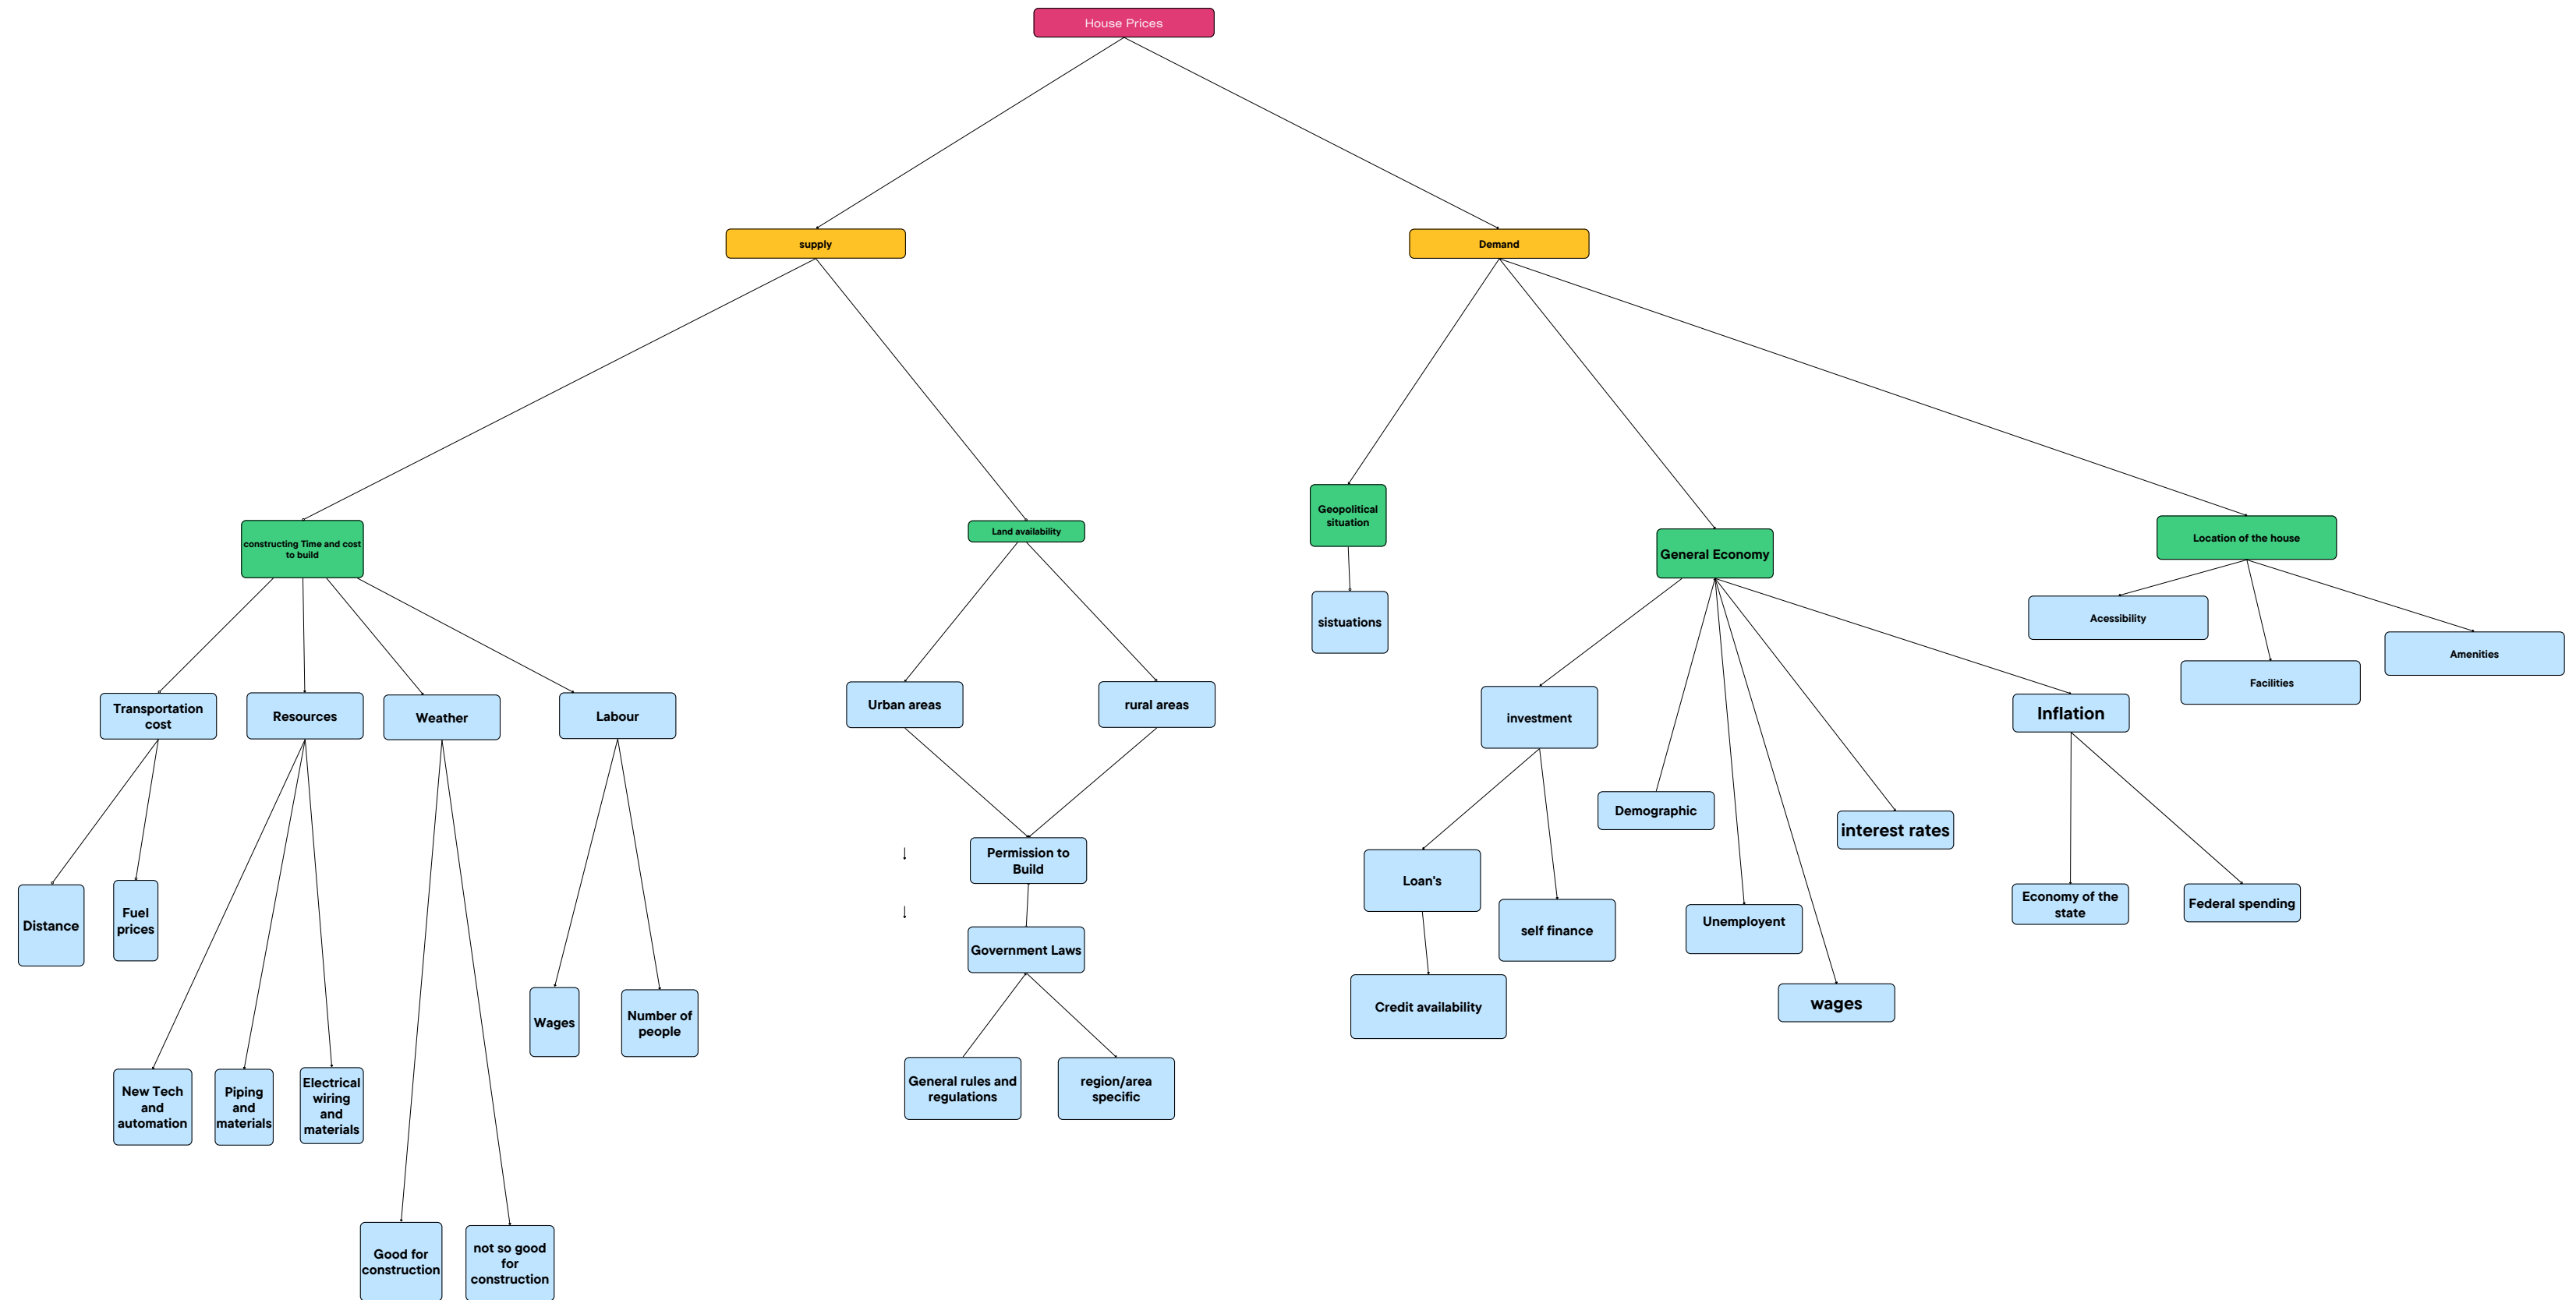 House Prices
supply
Demand
Geopolitical
situation
constructing Time and cost
to build
Land availability
General Economy
Location of the house
sistuations
Acessibility
Facilities
Amenities
Transportation
cost
Resources
Weather
Labour
Urban areas
rural areas
investment
Inflation
Demographic
interest rates
Permission to
Build
Loan's
self finance
Unemployent
Economy of the
state
Federal spending
Distance
Fuel
prices
Government Laws
Credit availability
wages
Wages
Number of
people
New Tech
and
automation
Piping
and
materials
Electrical
wiring
and
materials
General rules and
regulations
region/area
specific
Good for
construction
not so good
for
construction